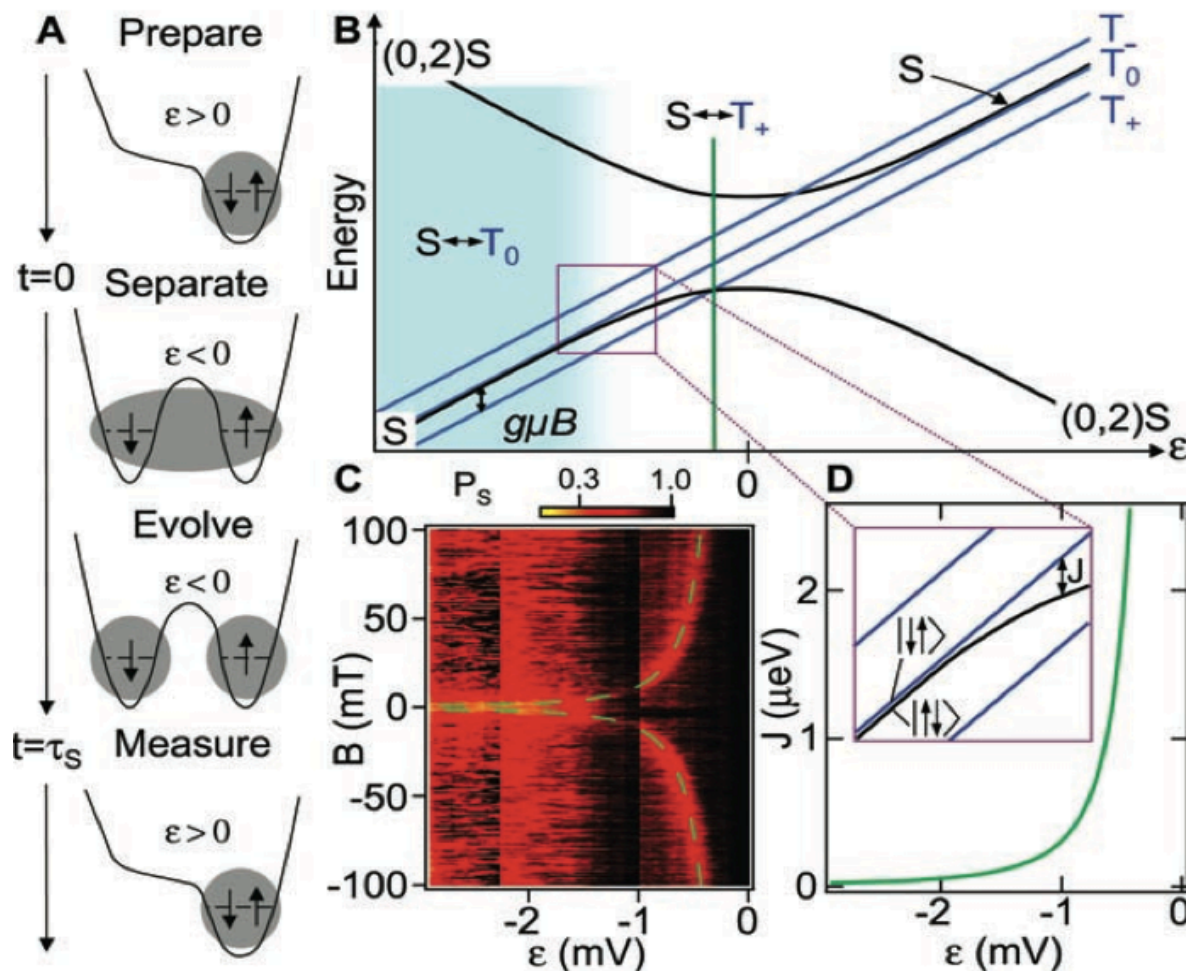 A
Prepare
ε>0
t=0
Separate
ε<0
Evolve
ε<0
t=τS
Measure
ε>0
B
Energy
(0,2)S
S↔T0
S↔T+
S
T-
T0
T+
S
gμB
(0,2)S
ε
0
C
PS
0.3
1.0
B (mT)
100
50
0
-50
-100
-2
-1
0
ε (mV)
D
J (μeV)
2
1
0
J
|↓↑⟩
|↑↓⟩
-2
-1
0
ε (mV)